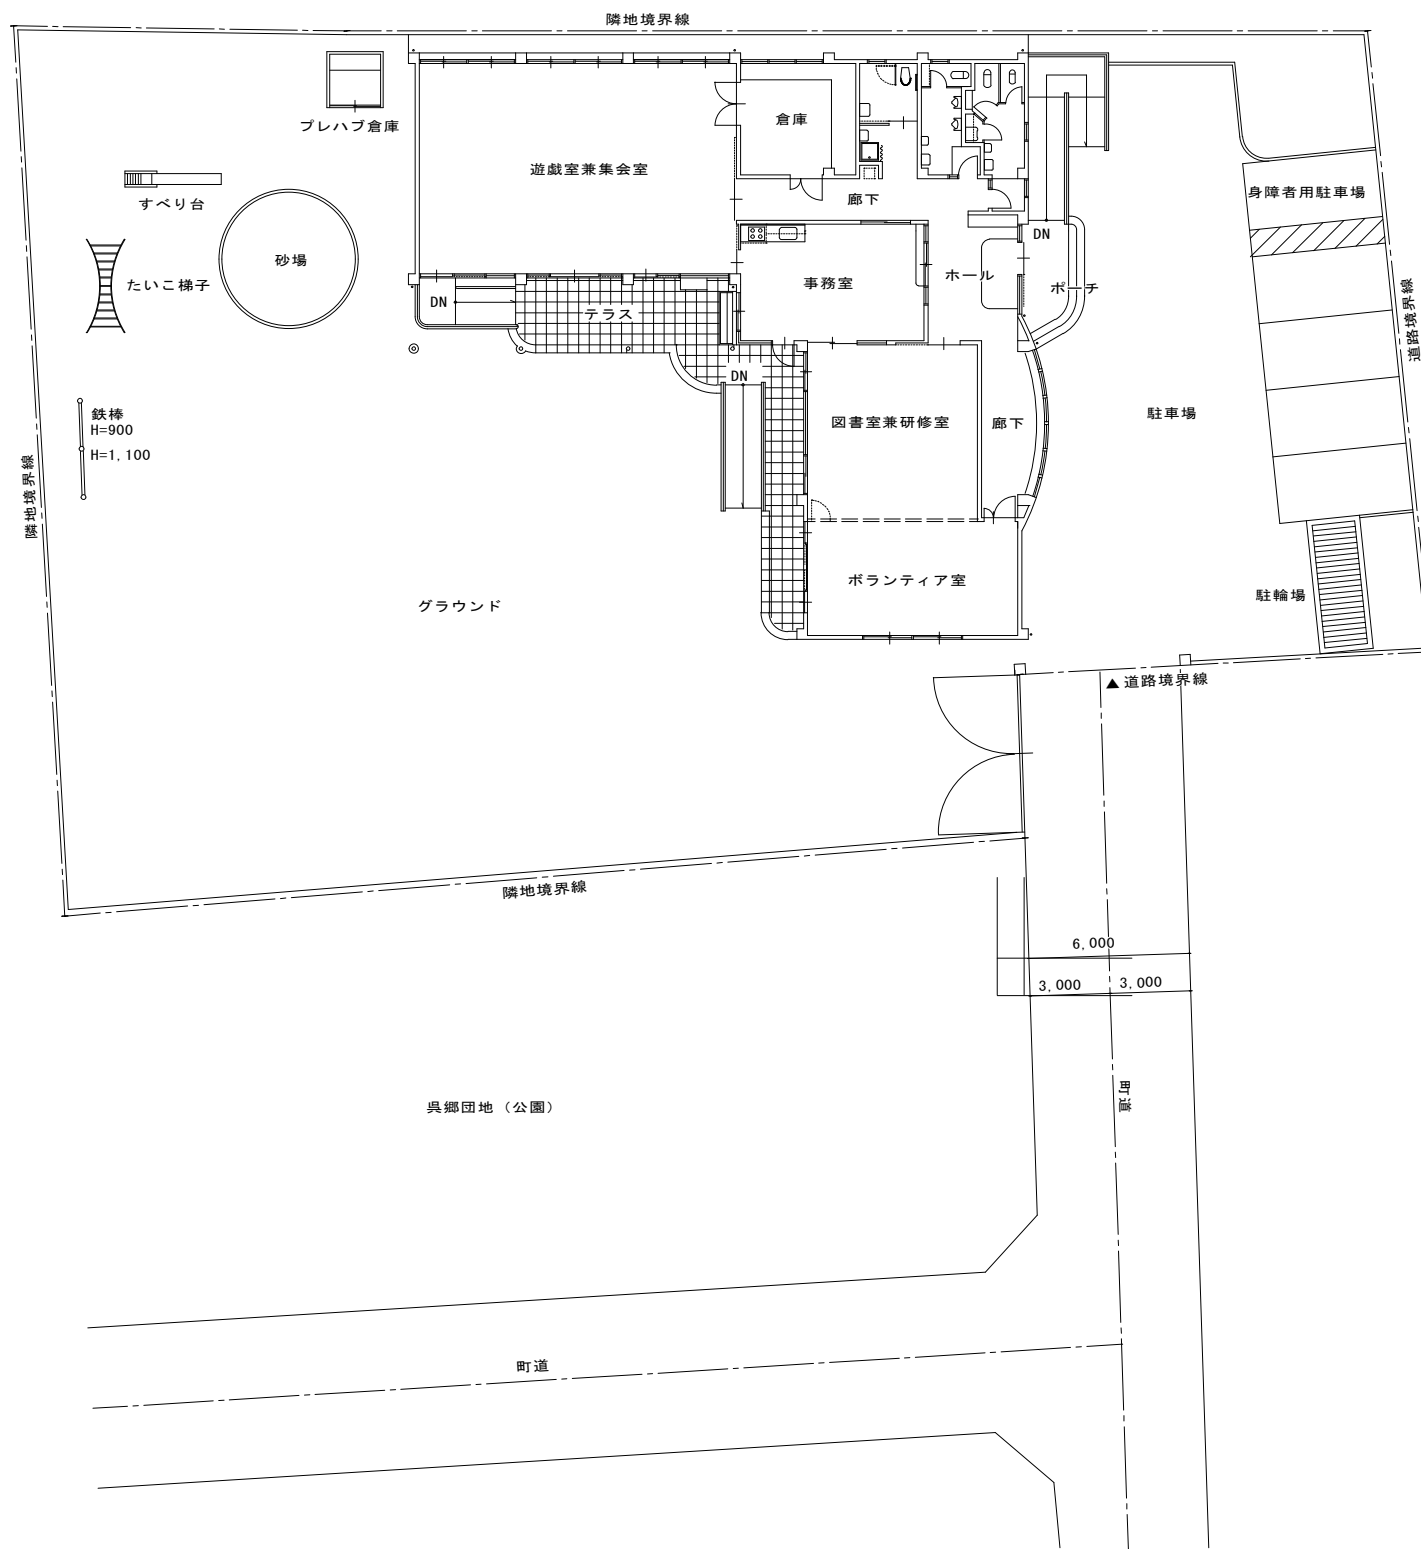 隣地境界線
プレハブ倉庫
倉庫
遊戯室兼集会室
すべり台
廊下
身障者用駐車場
DN
砂場
たいこ梯子
事務室
ホール
ポーチ
DN
テラス
道路境界線
DN
鉄棒
H=900
H=1,100
図書室兼研修室
廊下
駐車場
隣地境界線
ボランティア室
グラウンド
駐輪場
▲道路境界線
隣地境界線
6,000
3,000
3,000
町道
呉郷団地（公園）
町道